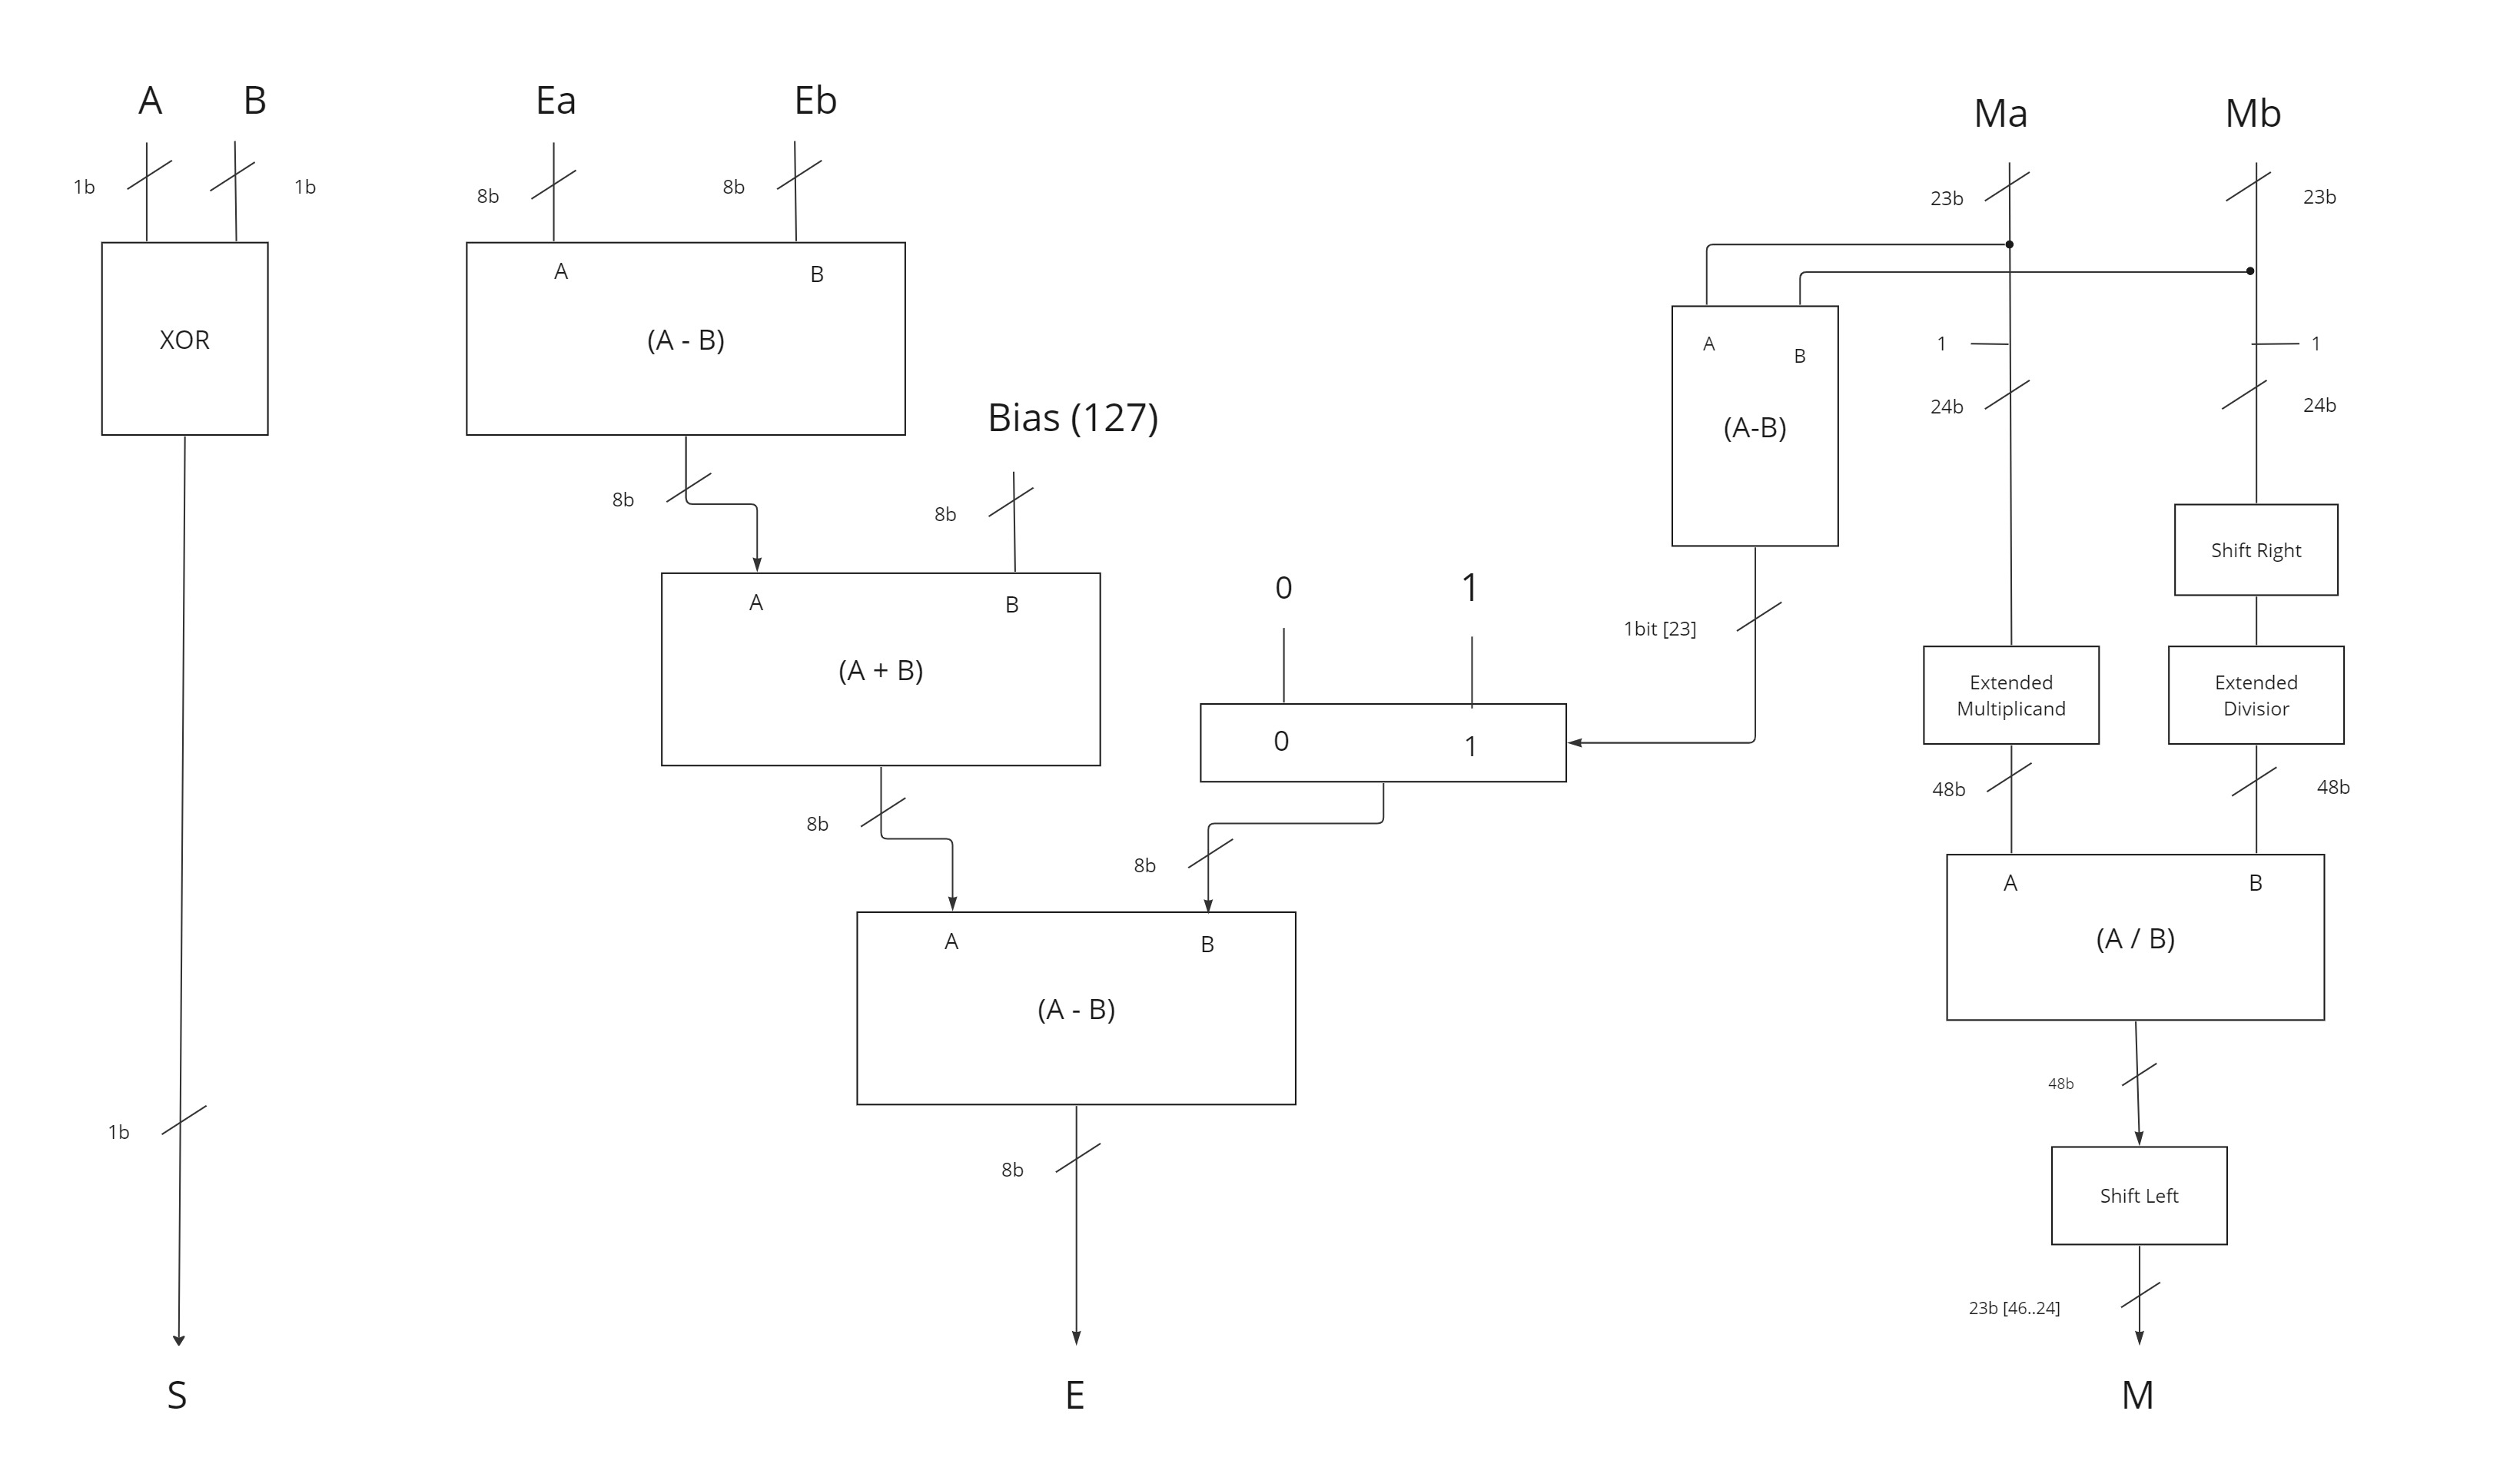 A
B
Ea
Eb
Ma
Mb
1b
1b
8b
8b
23b
23b
A
B
XOR
(A - B)
A
B
(A-B)
1
1
24b
24b
Bias (127)
8b
8b
Shift Right
A
B
(A + B)
0
1
1bit [23]
Extended
Multiplicand
Extended
Divisior
0
1
48b
48b
8b
8b
A
B
(A / B)
A
B
(A - B)
48b
1b
8b
Shift Left
23b [46..24]
S
E
M